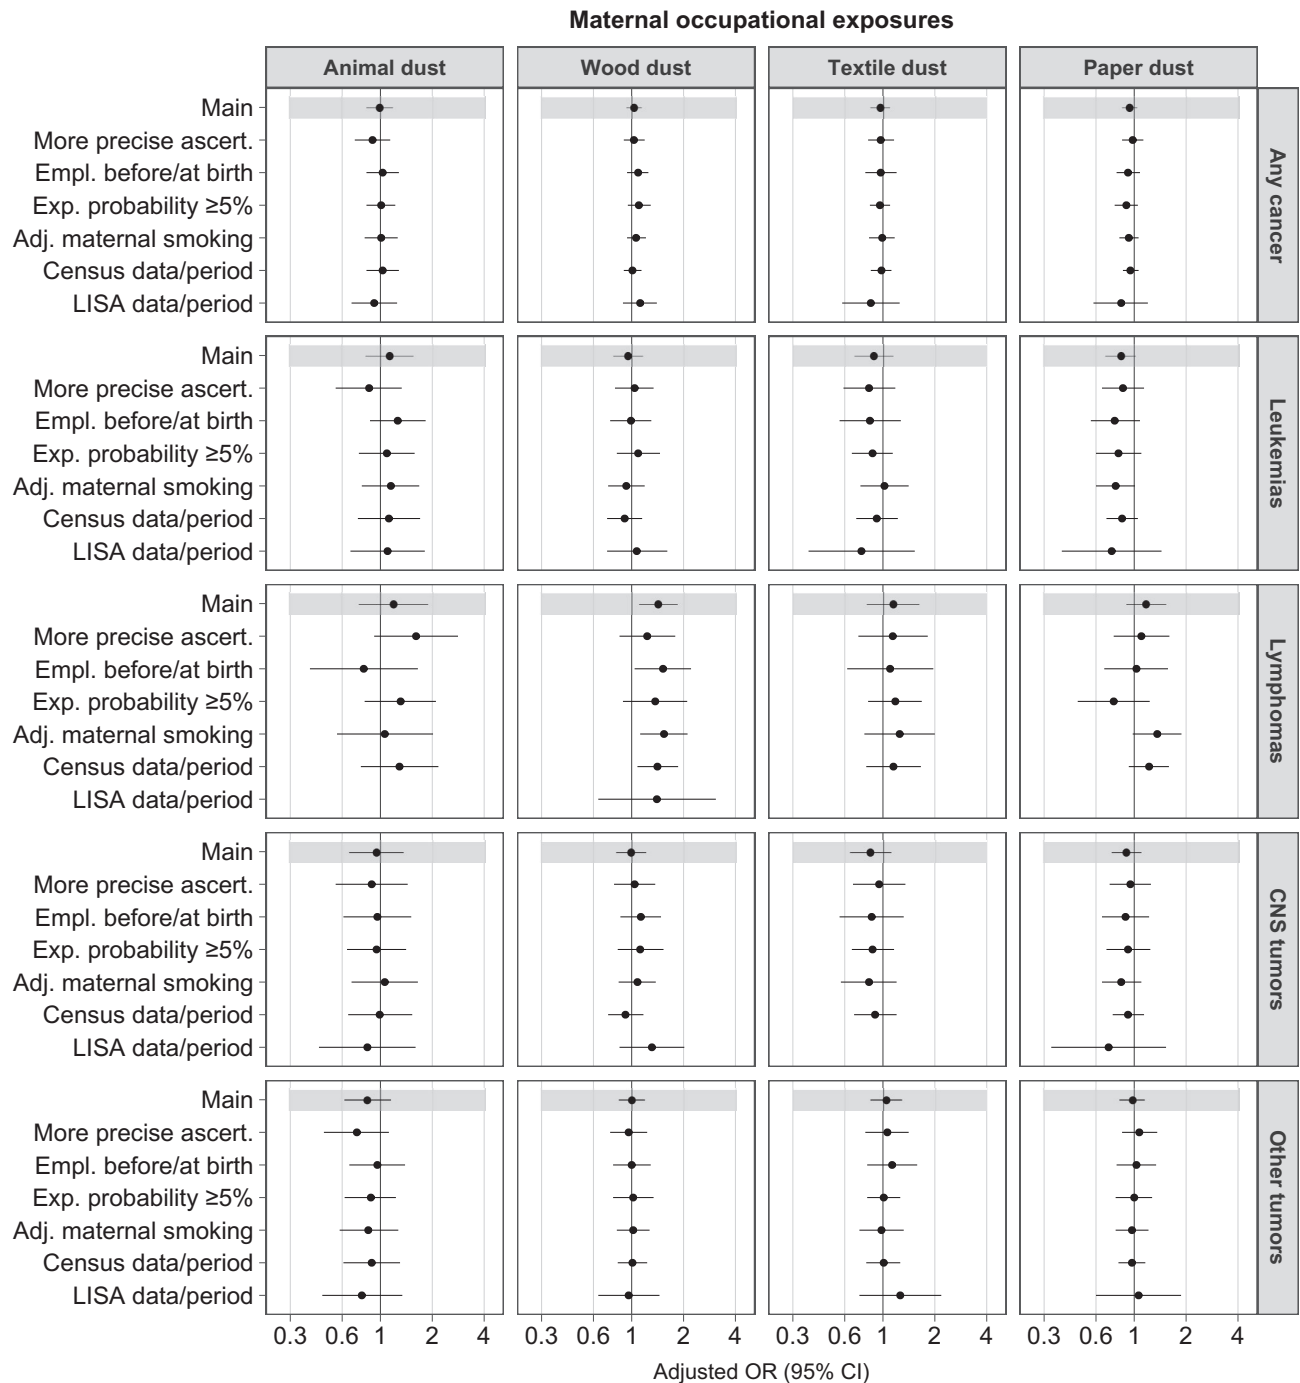 Maternal occupational exposures
Animal dust
Wood dust
Textile dust
Paper dust
Main
More precise ascert.
Empl. before/at birth
Exp. probability ≥5%
Adj. maternal smoking
Census data/period
LISA data/period
Any cancer
Main
More precise ascert.
Empl. before/at birth
Exp. probability ≥5%
Adj. maternal smoking
Census data/period
LISA data/period
Leukemias
Main
More precise ascert.
Empl. before/at birth
Exp. probability ≥5%
Adj. maternal smoking
Census data/period
LISA data/period
Lymphomas
Main
More precise ascert.
Empl. before/at birth
Exp. probability ≥5%
Adj. maternal smoking
Census data/period
LISA data/period
CNS tumors
Main
More precise ascert.
Empl. before/at birth
Exp. probability ≥5%
Adj. maternal smoking
Census data/period
LISA data/period
Other tumors
0.3 0.6 1 2 4
0.3 0.6 1 2 4
0.3 0.6 1 2 4
0.3 0.6 1 2 4
Adjusted OR (95% CI)